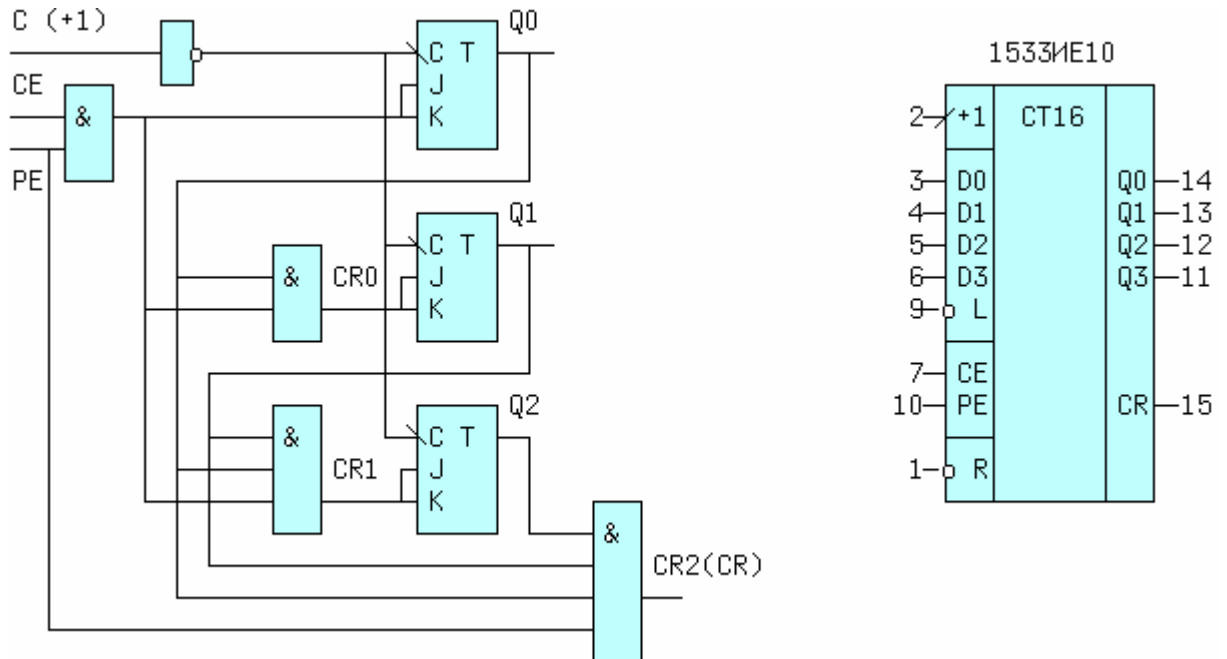 C (+1)
CE
PE
&
C T
J
K
Q0
&
CR0
C T
J
K
Q1
&
CR1
C T
J
K
Q2
&
CR2(CR)
1533ИЕ10
2 +1 CT16
3 D0 Q0 14
4 D1 Q1 13
5 D2 Q2 12
6 D3 Q3 11
9 L
7 CE
10 PE CR 15
1 R